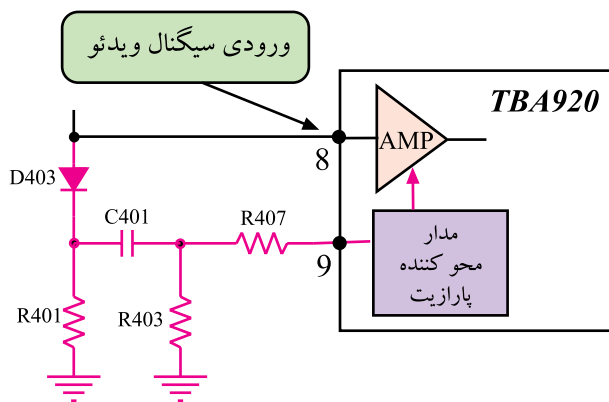 ورودی سیگنال ویدئو
TBA920
AMP
8
D403
C401
R407
9
مدار
محو کننده
پارازیت
R401
R403